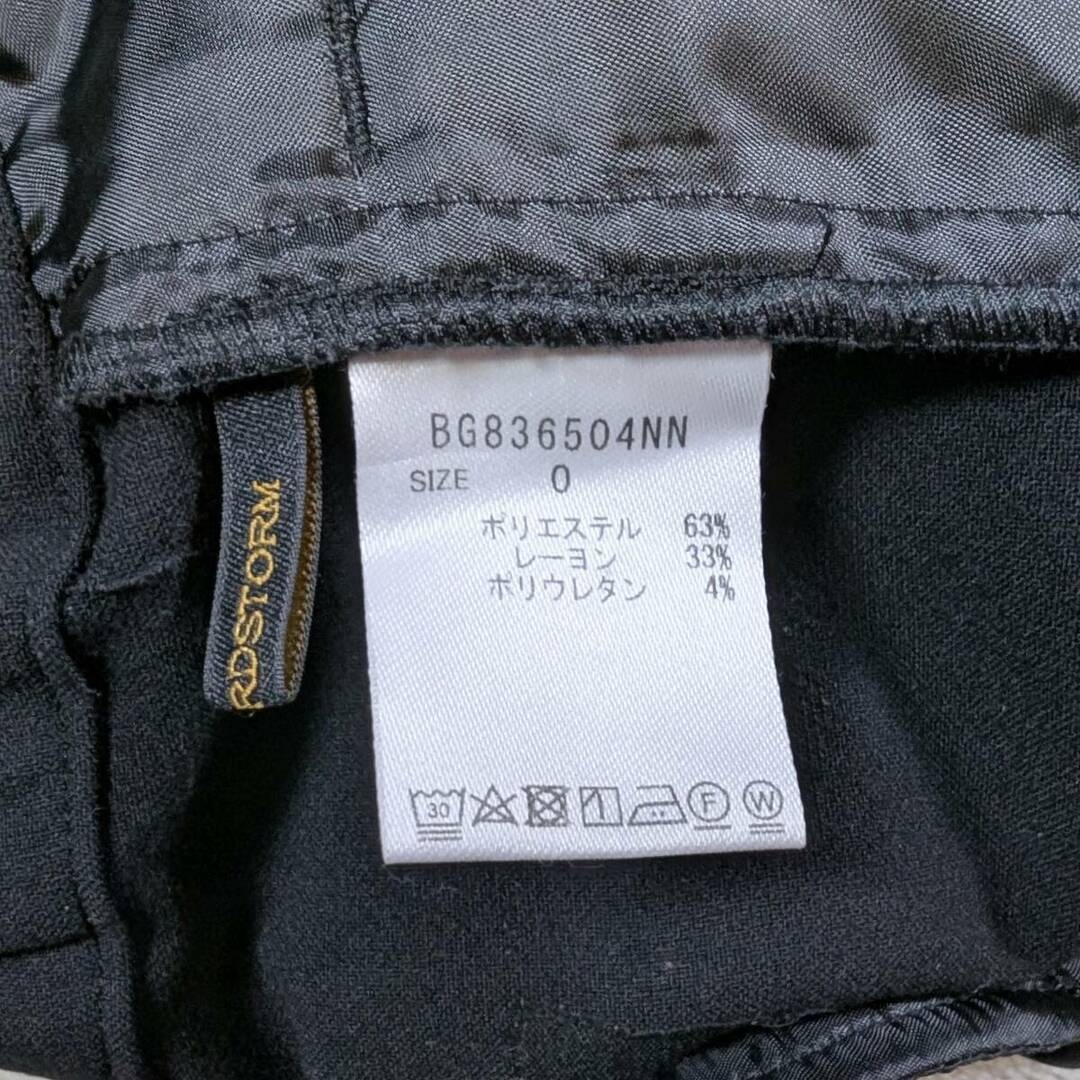 BG836504NN
SIZE 0
ポリエステル 63%
レーヨン 33%
ポリウレタン 4%
30 F W
RDSTORM